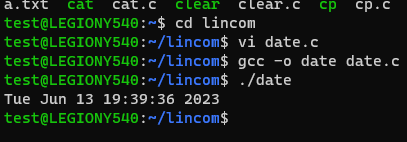 a.txt cat cat.c clear clear.c cp cp.c
test@LEGIONY540:~$ cd lincom
test@LEGIONY540:~/lincom$ vi date.c
test@LEGIONY540:~/lincom$ gcc -o date date.c
test@LEGIONY540:~/lincom$ ./date
Tue Jun 13 19:39:36 2023
test@LEGIONY540:~/lincom$